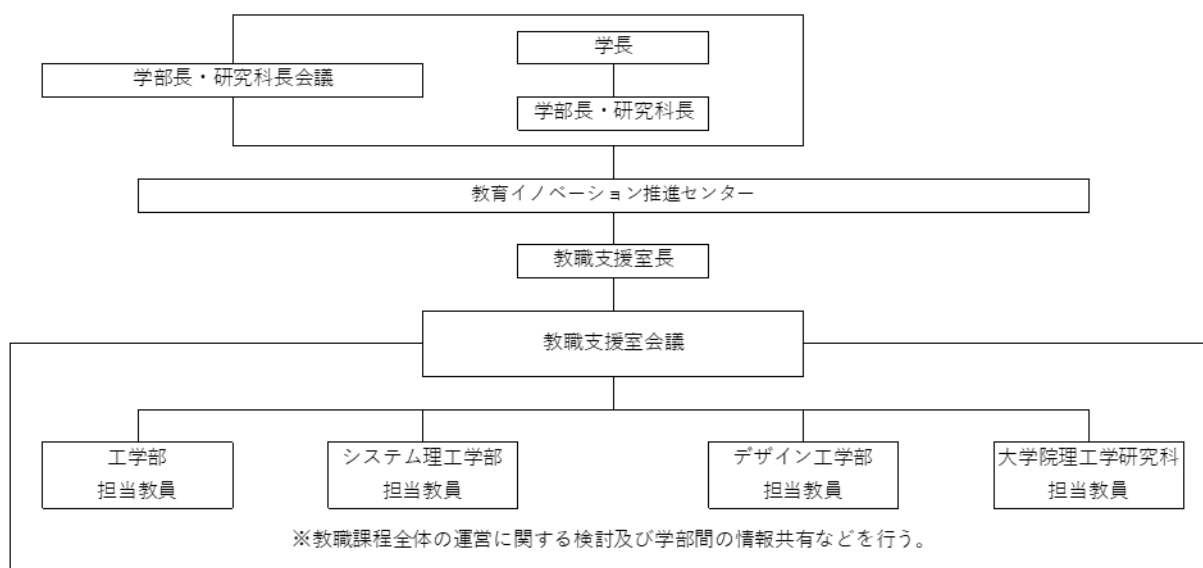 学長
学部長・研究科長会議
学部長・研究科長
教育イノベーション推進センター
教職支援室長
教職支援室会議
工学部
担当教員
システム理工学部
担当教員
デザイン工学部
担当教員
大学院理工学研究科
担当教員
※教職課程全体の運営に関する検討及び学部間の情報共有などを行う。